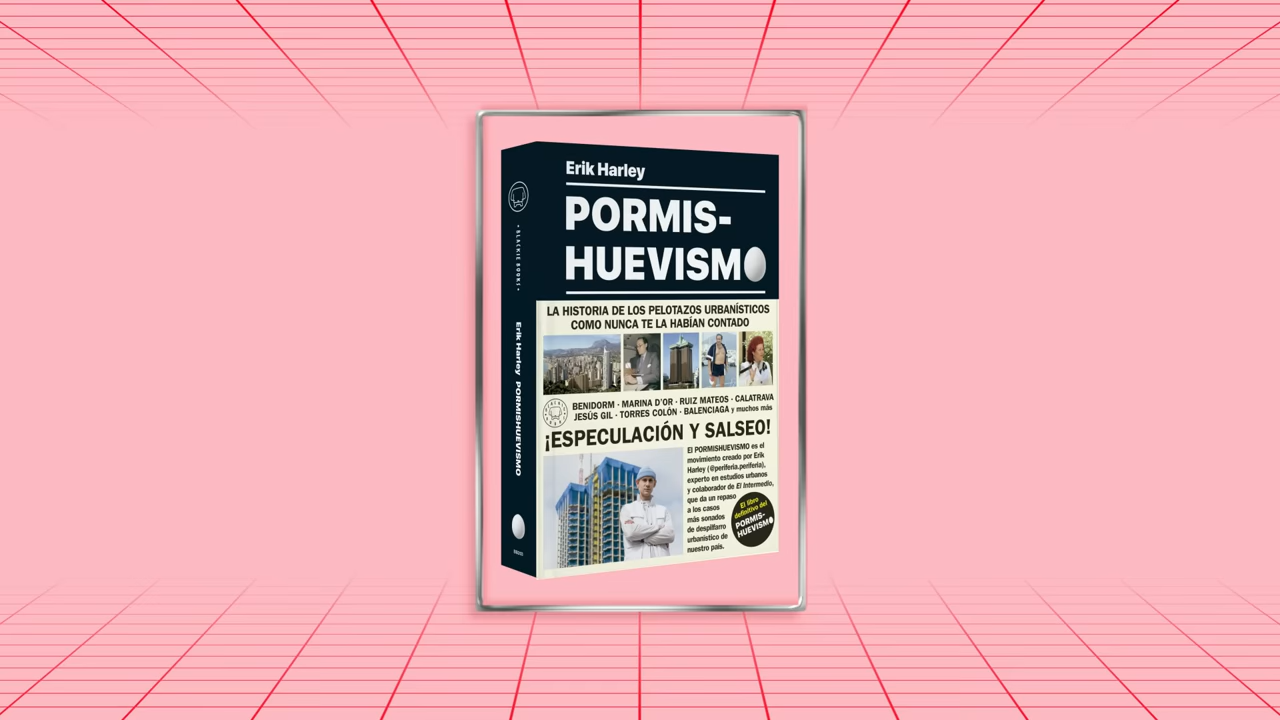 Erik Harley
PORMIS-
HUEVISMO
LA HISTORIA DE LOS PELOTAZOS URBANÍSTICOS
COMO NUNCA TE LA HABÍAN CONTADO
BENIDORM · MARINA D'OR · RUIZ MATEOS · CALATRAVA
JESÚS GIL · TORRES COLÓN · BALENCIAGA y muchos más
¡ESPECULACIÓN Y SALSEO!
El PORMISHUEVISMO es el
movimiento creado por Erik
Harley (@periferia.periferia),
experto en estudios urbanos
y colaborador de El Intermedio,
que da un repaso
a los casos
más sonados
de despilfarro
urbanístico de
nuestro país.
El libro
definitivo del
PORMIS-
HUEVISMO
• BLACKIE BOOKS •
Erik Harley PORMISHUEVISMO